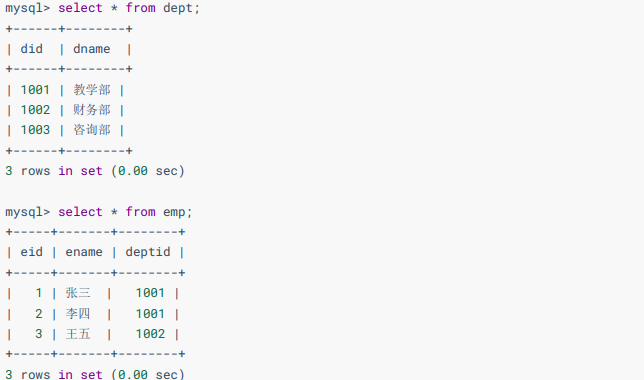 mysql> select * from dept;
+------+--------+
| did  | dname  |
+------+--------+
| 1001 | 教学部 |
| 1002 | 财务部 |
| 1003 | 咨询部 |
+------+--------+
3 rows in set (0.00 sec)

mysql> select * from emp;
+-----+-------+--------+
| eid | ename | deptid |
+-----+-------+--------+
|   1 | 张三  |   1001 |
|   2 | 李四  |   1001 |
|   3 | 王五  |   1002 |
+-----+-------+--------+
3 rows in set (0.00 sec)